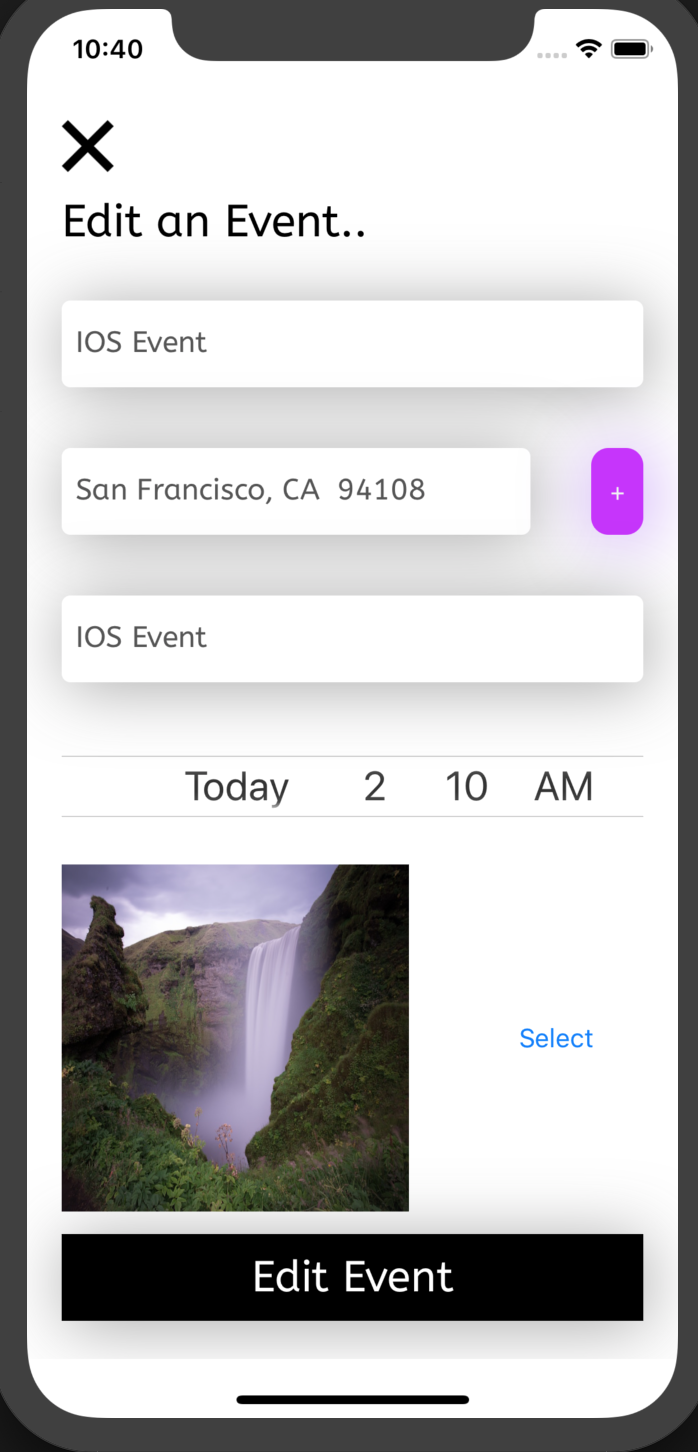 10:40
Edit an Event..
IOS Event
San Francisco, CA  94108
+
IOS Event
Today 2 10 AM
Select
Edit Event